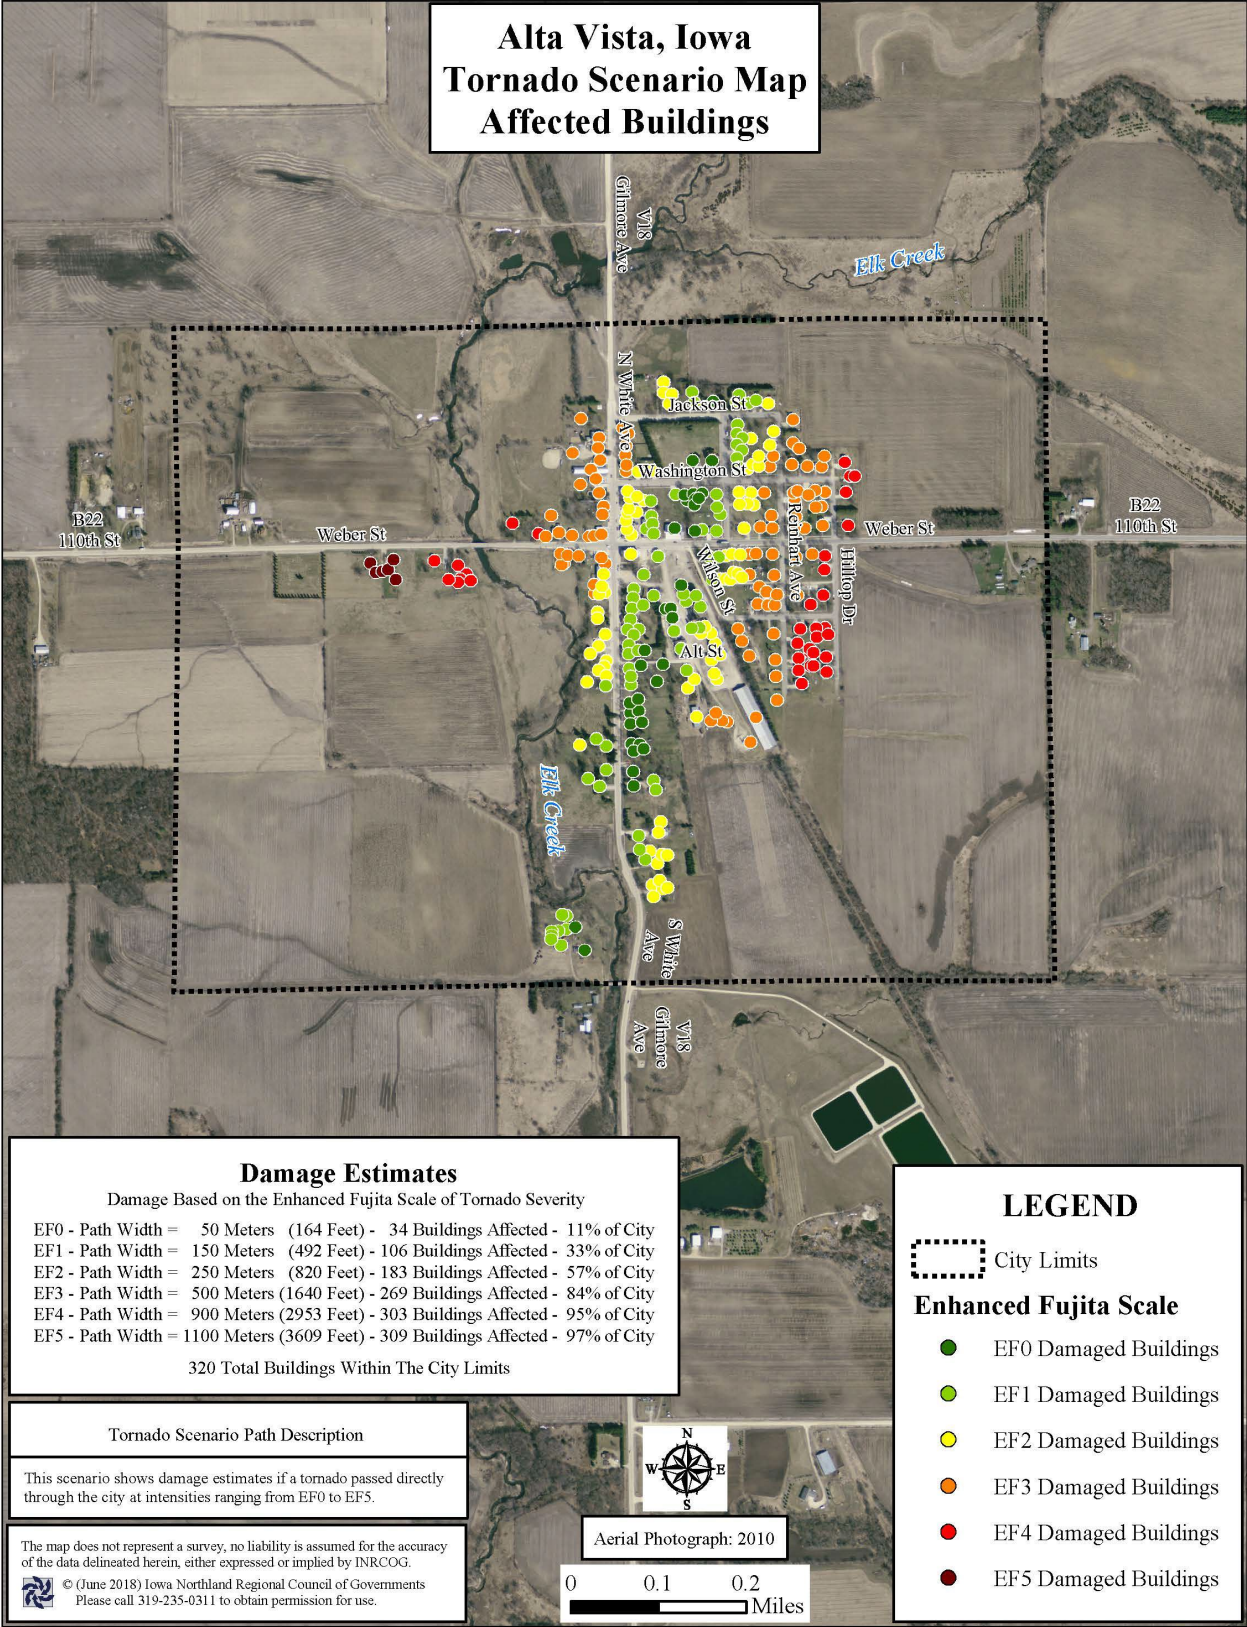 Alta Vista, Iowa
Tornado Scenario Map
Affected Buildings
V18
Gilmore Ave
Elk Creek
N White Ave
Jackson St
Washington St
B22
110th St
Weber St
Reinhart Ave
Weber St
B22
110th St
Wilson St
Hilltop Dr
Alt St
Elk Creek
S White
Ave
V18
Gilmore
Ave
Damage Estimates
Damage Based on the Enhanced Fujita Scale of Tornado Severity
EF0 - Path Width = 50 Meters (164 Feet) - 34 Buildings Affected - 11% of City
EF1 - Path Width = 150 Meters (492 Feet) - 106 Buildings Affected - 33% of City
EF2 - Path Width = 250 Meters (820 Feet) - 183 Buildings Affected - 57% of City
EF3 - Path Width = 500 Meters (1640 Feet) - 269 Buildings Affected - 84% of City
EF4 - Path Width = 900 Meters (2953 Feet) - 303 Buildings Affected - 95% of City
EF5 - Path Width = 1100 Meters (3609 Feet) - 309 Buildings Affected - 97% of City
320 Total Buildings Within The City Limits
LEGEND
City Limits
Enhanced Fujita Scale
EF0 Damaged Buildings
EF1 Damaged Buildings
EF2 Damaged Buildings
EF3 Damaged Buildings
EF4 Damaged Buildings
EF5 Damaged Buildings
Tornado Scenario Path Description
This scenario shows damage estimates if a tornado passed directly
through the city at intensities ranging from EF0 to EF5.
The map does not represent a survey, no liability is assumed for the accuracy
of the data delineated herein, either expressed or implied by INRCOG.
© (June 2018) Iowa Northland Regional Council of Governments
Please call 319-235-0311 to obtain permission for use.
N
W E
S
Aerial Photograph: 2010
0 0.1 0.2
Miles